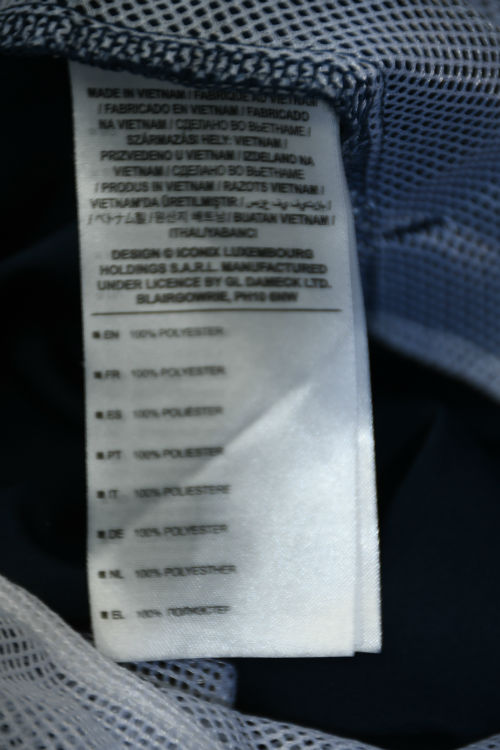 MADE IN VIETNAM / FABRIQUÉ AU VIETNAM
/ FABRICADO EN VIETNAM / FABRICADO
NA VIETNAM / СДЕЛАНО ВО ВЬЕТНАМЕ /
SZÁRMAZÁSI HELY: VIETNAM /
PRIZVEDENO U VIETNAM / IZDELANO NA
VIETNAM / СДЕЛАНО ВО ВЬЕТНАМЕ
/ PRODUS IN VIETNAM / RAZOTS VIETNAM /
VIETNAM'DA ÜRETILMIŞTIR /
/ ベトナム製 / 원산지 베트남 / BUATAN VIETNAM /
/THALIYABANCI
DESIGN © ICONIX LUXEMBOURG
HOLDINGS S.A.R.L. MANUFACTURED
UNDER LICENCE BY GL DAMECK LTD.
BLAIRGOWRIE, PH10 6NW
EN 100% POLYESTER
FR 100% POLYESTER
ES 100% POLIESTER
PT 100% POLIESTER
IT 100% POLIESTERE
DE 100% POLYESTER
NL 100% POLYESTHER
EL 100%